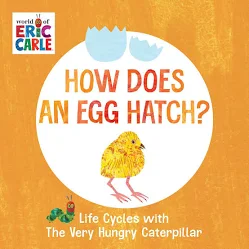 world of
ERIC
CARLE
HOW DOES
AN EGG HATCH?
Life Cycles with
The Very Hungry Caterpillar